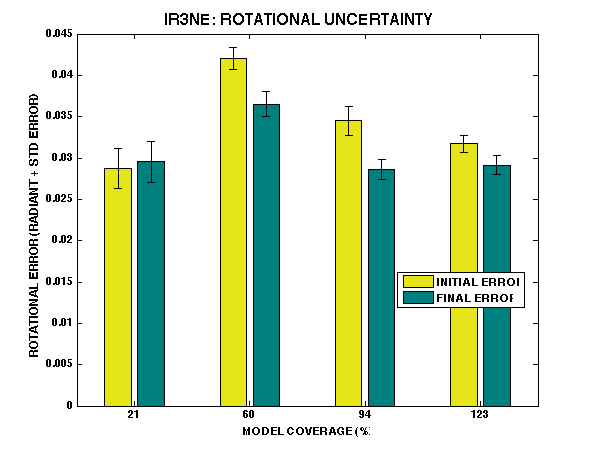 IR3NE: ROTATIONAL UNCERTAINTY
ROTATIONAL ERROR (RADIANT + STD ERROR)
0.045
0.04
0.035
0.03
0.025
0.02
0.015
0.01
0.005
0
INITIAL ERROI
FINAL ERROF
21
60
94
123
MODEL COVERAGE (%